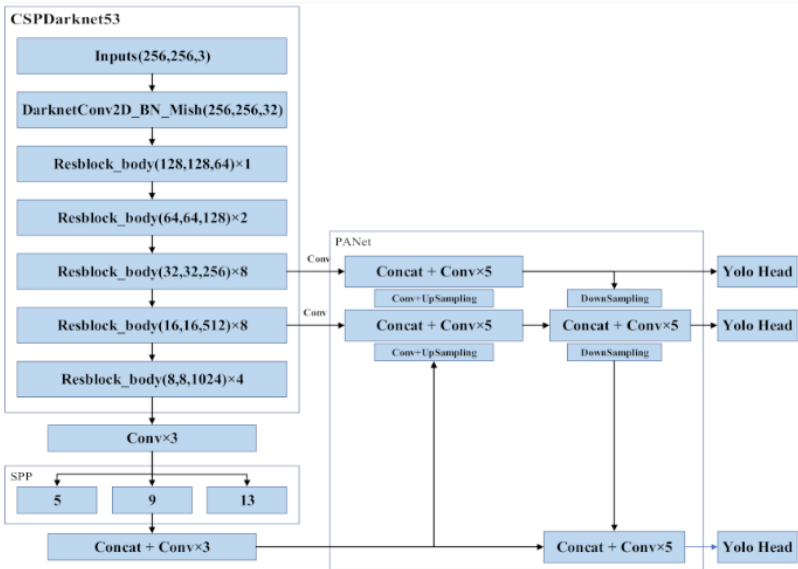 CSPDarknet53
Inputs(256,256,3)
DarknetConv2D_BN_Mish(256,256,32)
Resblock_body(128,128,64)×1
Resblock_body(64,64,128)×2
PANet
Resblock_body(32,32,256)×8
Conv
Concat + Conv×5
Yolo Head
Conv+UpSampling
DownSampling
Resblock_body(16,16,512)×8
Conv
Concat + Conv×5
Concat + Conv×5
Yolo Head
Conv+UpSampling
DownSampling
Resblock_body(8,8,1024)×4
Conv×3
SPP
5
9
13
Concat + Conv×3
Concat + Conv×5
Yolo Head